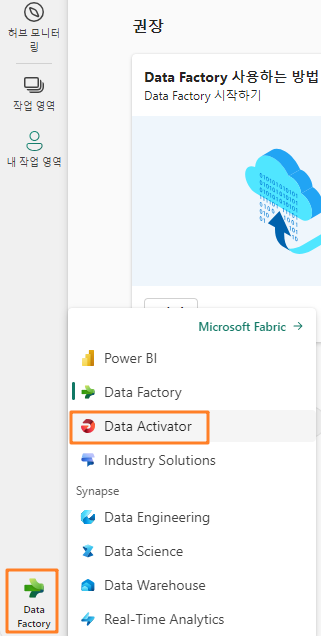 허브 모니터
링
작업 영역
내 작업 영역
권장
Data Factory 사용하는 방법
Data Factory 시작하기
Microsoft Fabric →
Power BI
Data Factory
Data Activator
Industry Solutions
Synapse
Data Engineering
Data Science
Data Warehouse
Real-Time Analytics
Data
Factory